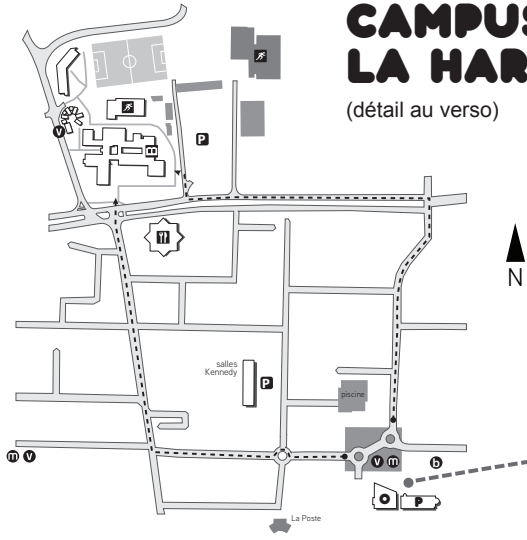 CAMPUS
LA HAR
(détail au verso)
v
P
N
salles
Kennedy
P
piscine
m v
v m
b
P
La Poste